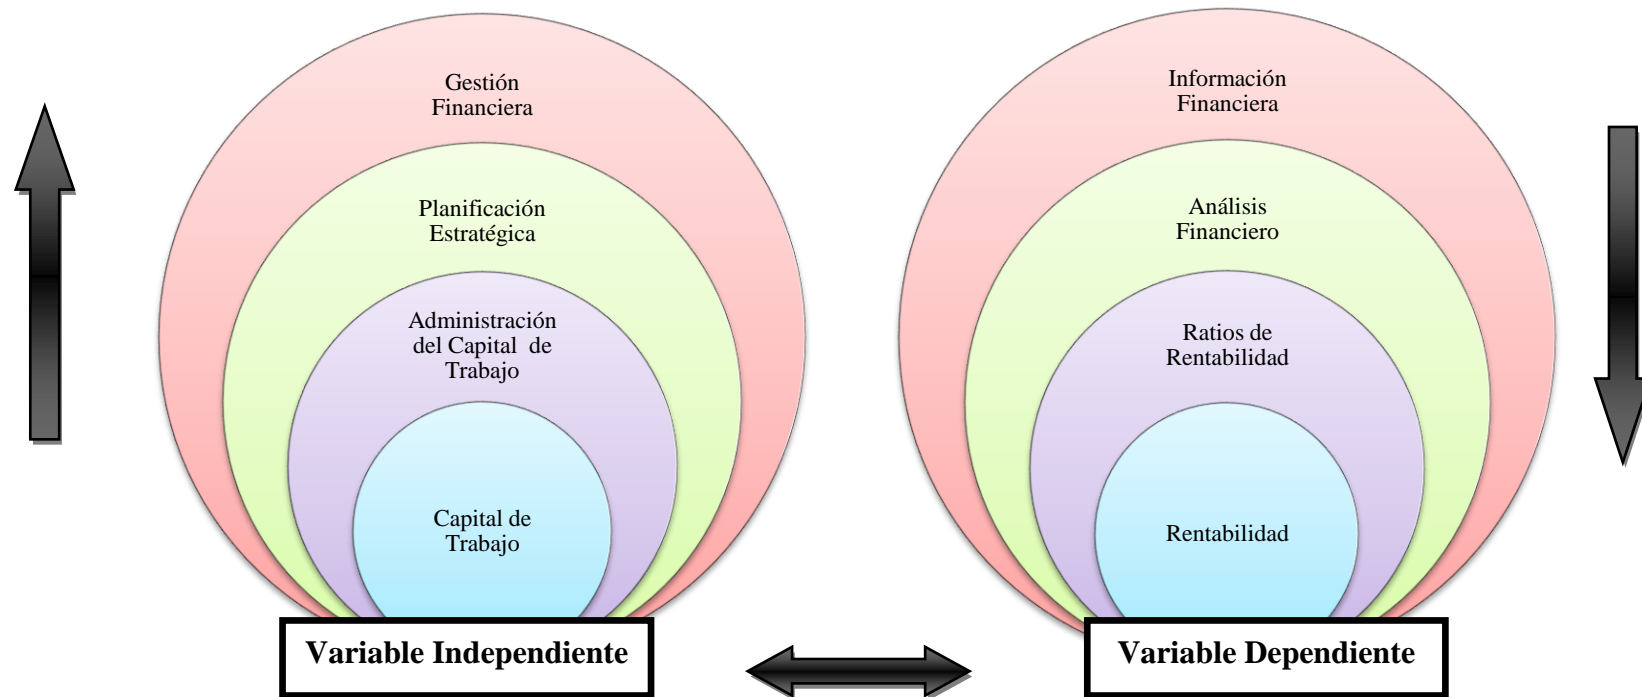 Gestión
Financiera
Planificación
Estratégica
Administración
del Capital de
Trabajo
Capital de
Trabajo
Variable Independiente
Información
Financiera
Análisis
Financiero
Ratios de
Rentabilidad
Rentabilidad
Variable Dependiente